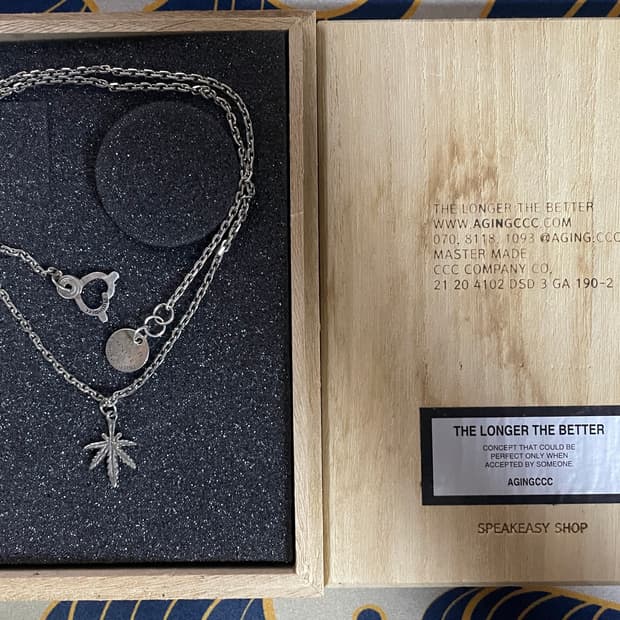 THE LONGER THE BETTER
WWW.AGINGCCC.COM
070. 8118. 1093 @AGING.CCC
MASTER MADE
CCC COMPANY CO,
21 20 4102 DSD 3 GA 190-2
THE LONGER THE BETTER
CONCEPT THAT COULD BE
PERFECT ONLY WHEN
ACCEPTED BY SOMEONE.
AGINGCCC
SPEAKEASY SHOP